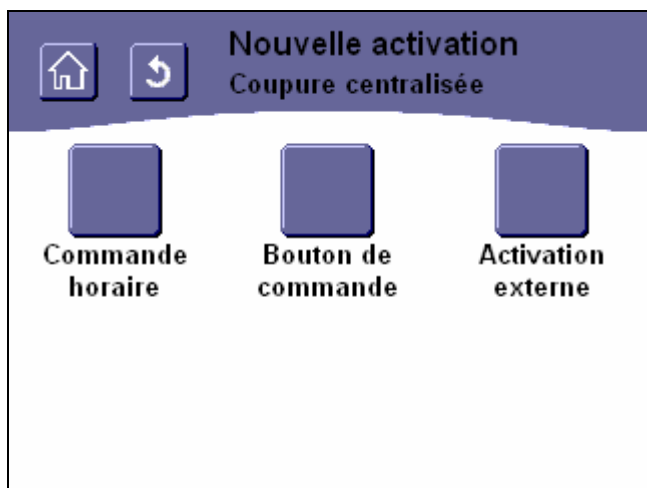 Nouvelle activation
Coupure centralisée
Commande
horaire
Bouton de
commande
Activation
externe